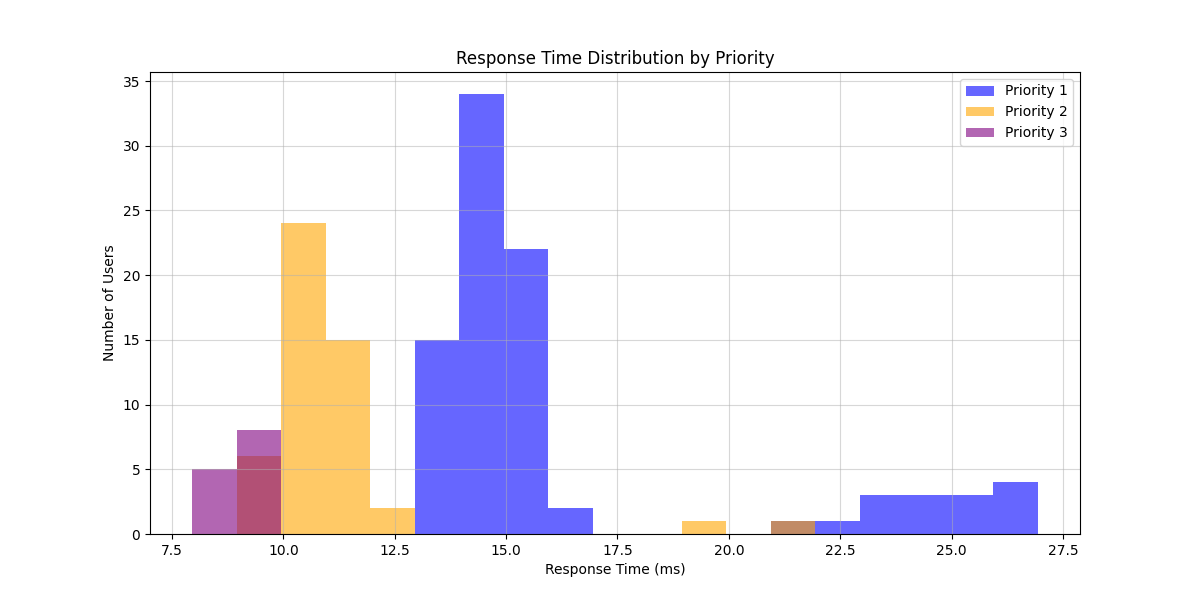 Response Time Distribution by Priority
Priority 1
Priority 2
Priority 3
Number of Users
35
30
25
20
15
10
5
0
7.5 10.0 12.5 15.0 17.5 20.0 22.5 25.0 27.5
Response Time (ms)